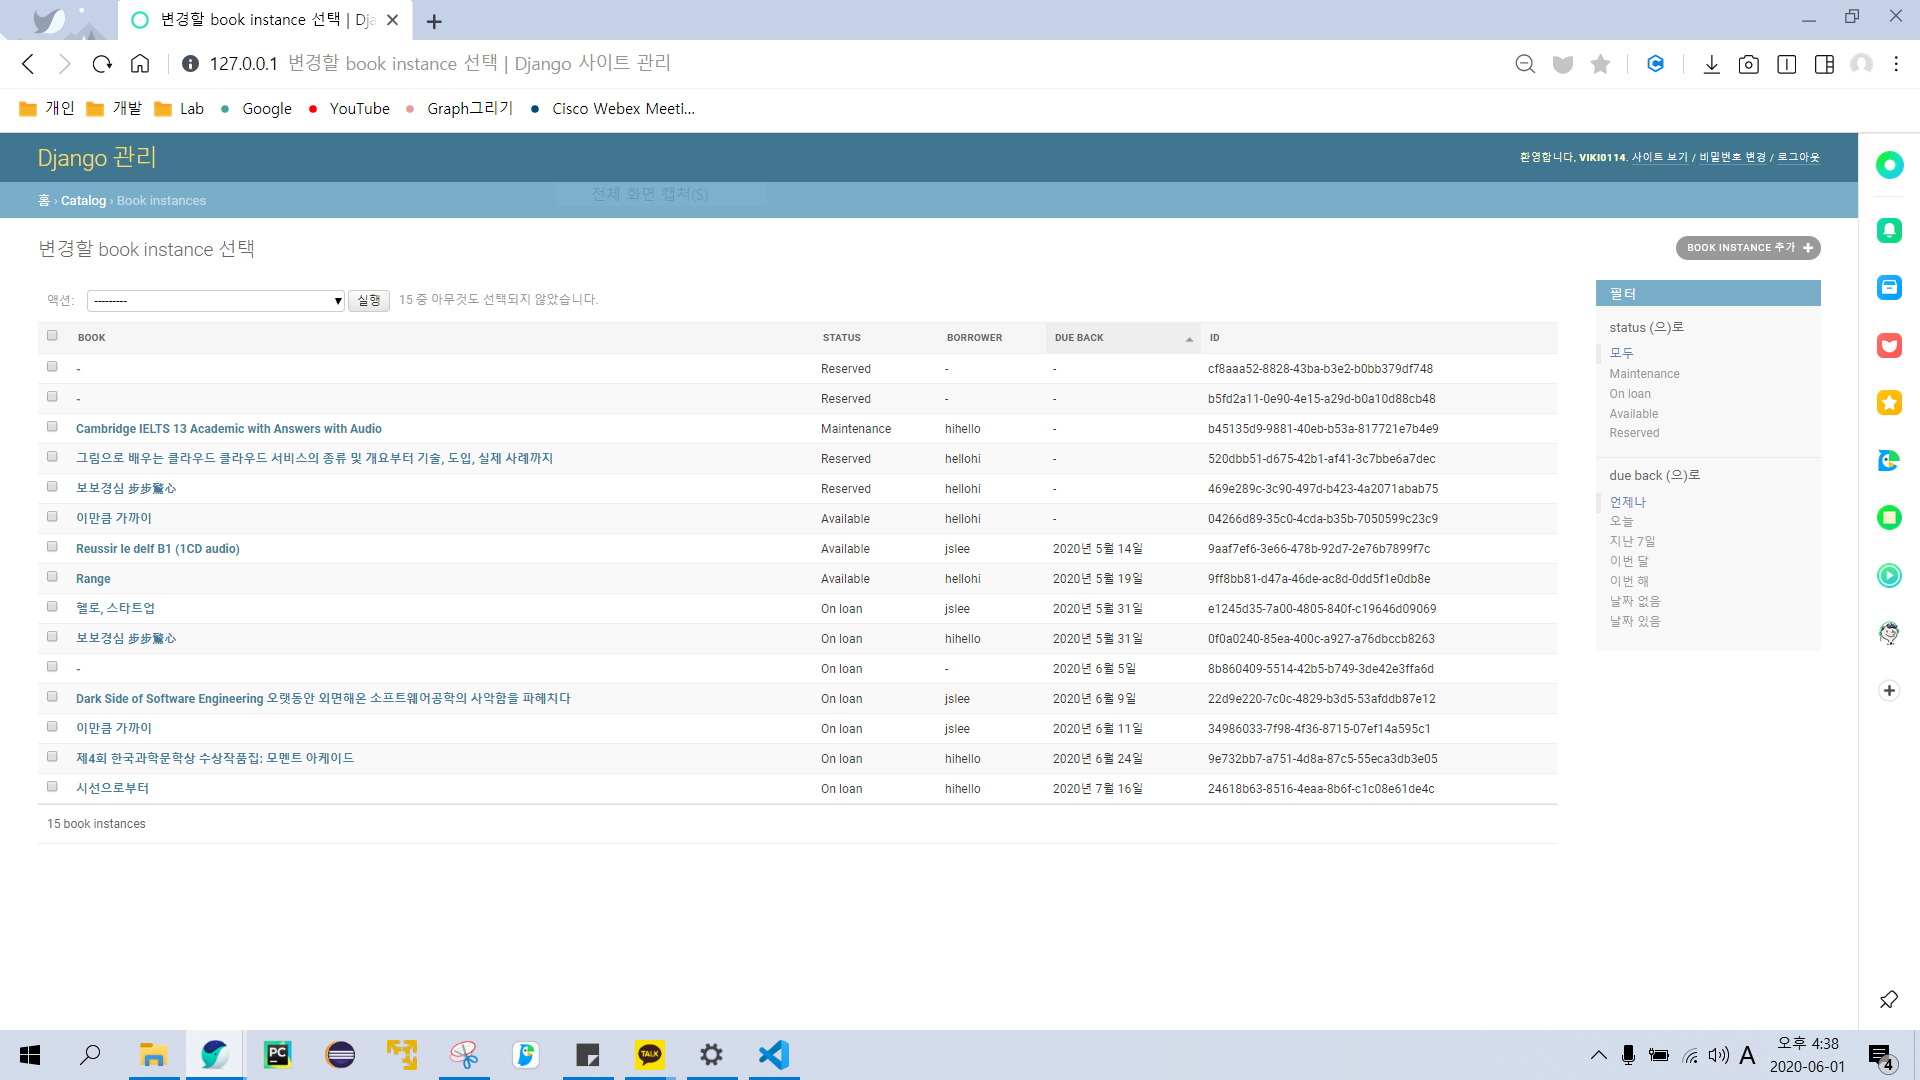 변경할 book instance 선택 | Dja
127.0.0.1 변경할 book instance 선택 | Django 사이트 관리
개인 개발 Lab Google YouTube Graph그리기 Cisco Webex Meeti...
Django 관리
환영합니다, VIKI0114. 사이트 보기 / 비밀번호 변경 / 로그아웃
홈 › Catalog › Book instances
전체 화면 캡처(S)
변경할 book instance 선택
BOOK INSTANCE 추가
액션: --------- 실행 15 중 아무것도 선택되지 않았습니다.
BOOK STATUS BORROWER DUE BACK ID
- Reserved - - cf8aaa52-8828-43ba-b3e2-b0bb379df748
- Reserved - - b5fd2a11-0e90-4e15-a29d-b0a10d88cb48
Cambridge IELTS 13 Academic with Answers with Audio Maintenance hihello - b45135d9-9881-40eb-b53a-817721e7b4e9
그림으로 배우는 클라우드 클라우드 서비스의 종류 및 개요부터 기술, 도입, 실제 사례까지 Reserved hellohi - 520dbb51-d675-42b1-af41-3c7bbe6a7dec
보보경심 步步驚心 Reserved hellohi - 469e289c-3c90-497d-b423-4a2071abab75
이만큼 가까이 Available hellohi - 04266d89-35c0-4cda-b35b-7050599c23c9
Reussir le delf B1 (1CD audio) Available jslee 2020년 5월 14일 9aaf7ef6-3e66-478b-92d7-2e76b7899f7c
Range Available hellohi 2020년 5월 19일 9ff8bb81-d47a-46de-ac8d-0dd5f1e0db8e
헬로, 스타트업 On loan jslee 2020년 5월 31일 e1245d35-7a00-4805-840f-c19646d09069
보보경심 步步驚心 On loan hihello 2020년 5월 31일 0f0a0240-85ea-400c-a927-a76dbccb8263
- On loan - 2020년 6월 5일 8b860409-5514-42b5-b749-3de42e3ffa6d
Dark Side of Software Engineering 오랫동안 외면해온 소프트웨어공학의 사악함을 파헤치다 On loan jslee 2020년 6월 9일 22d9e220-7c0c-4829-b3d5-53afddb87e12
이만큼 가까이 On loan jslee 2020년 6월 11일 34986033-7f98-4f36-8715-07ef14a595c1
제4회 한국과학문학상 수상작품집: 모멘트 아케이드 On loan hihello 2020년 6월 24일 9e732bb7-a751-4d8a-87c5-55eca3db3e05
시선으로부터 On loan hihello 2020년 7월 16일 24618b63-8516-4eaa-8b6f-c1c08e61de4c
15 book instances
필터
status (으)로
모두
Maintenance
On loan
Available
Reserved
due back (으)로
언제나
오늘
지난 7일
이번 달
이번 해
날짜 없음
날짜 있음
PC
TALK
A
오후 4:38
2020-06-01
4